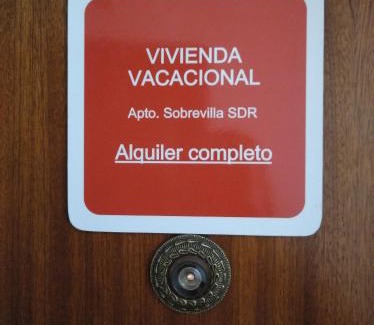 VIVIENDA
VACACIONAL
Apto. Sobrevilla SDR
Alquiler completo